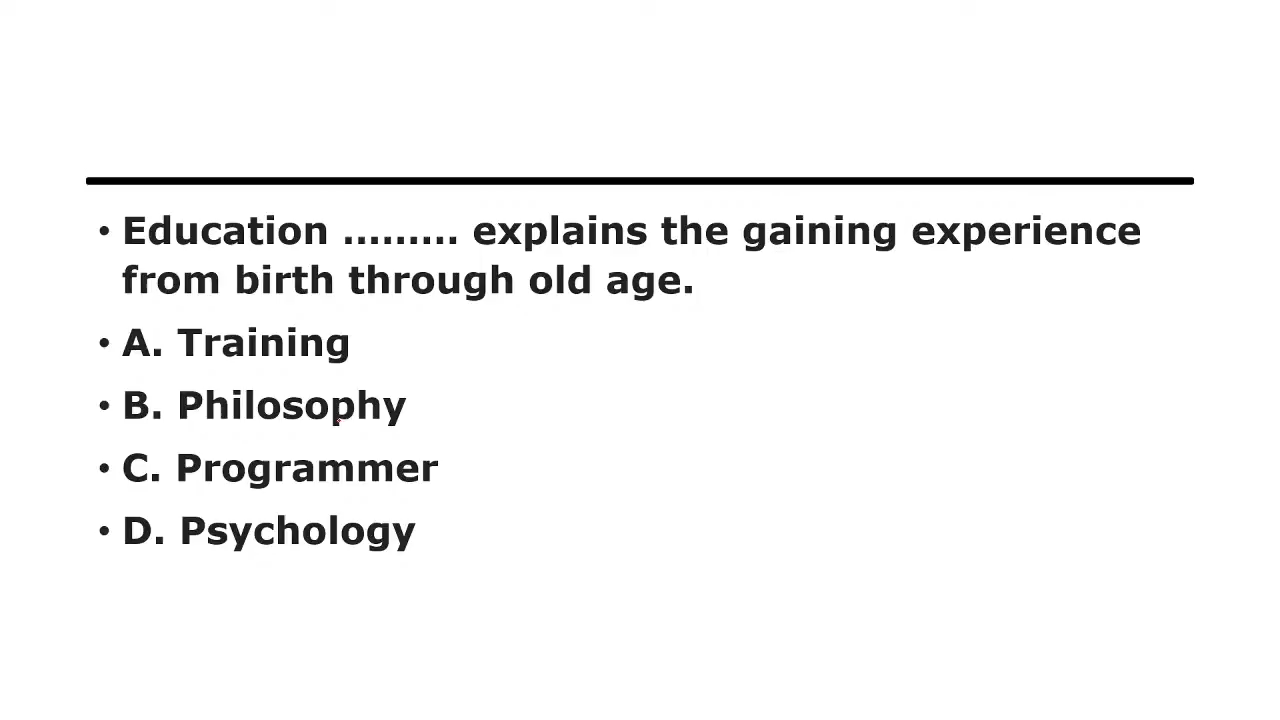 • Education ......... explains the gaining experience
from birth through old age.
• A. Training
• B. Philosophy
• C. Programmer
• D. Psychology